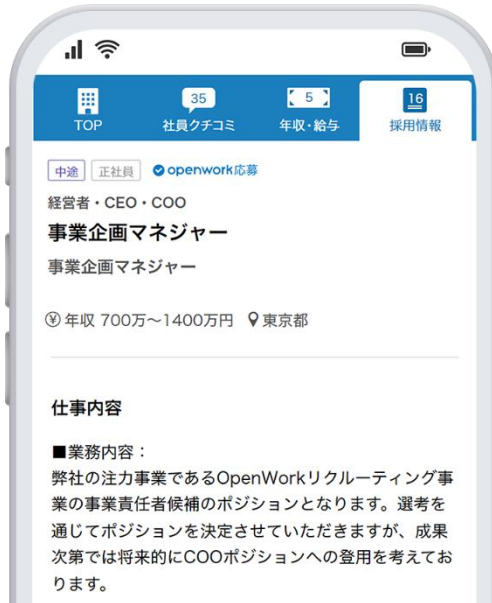 35
5
16
TOP
社員クチコミ
年収・給与
採用情報
中途 正社員 openwork応募
経営者・CEO・COO
事業企画マネジャー
事業企画マネジャー
¥ 年収 700万～1400万円 東京都
仕事内容
■業務内容：
弊社の注力事業であるOpenWorkリクルーティング事
業の事業責任者候補のポジションとなります。選考を
通じてポジションを決定させていただきますが、成果
次第では将来的にCOOポジションへの登用を考えてお
ります。